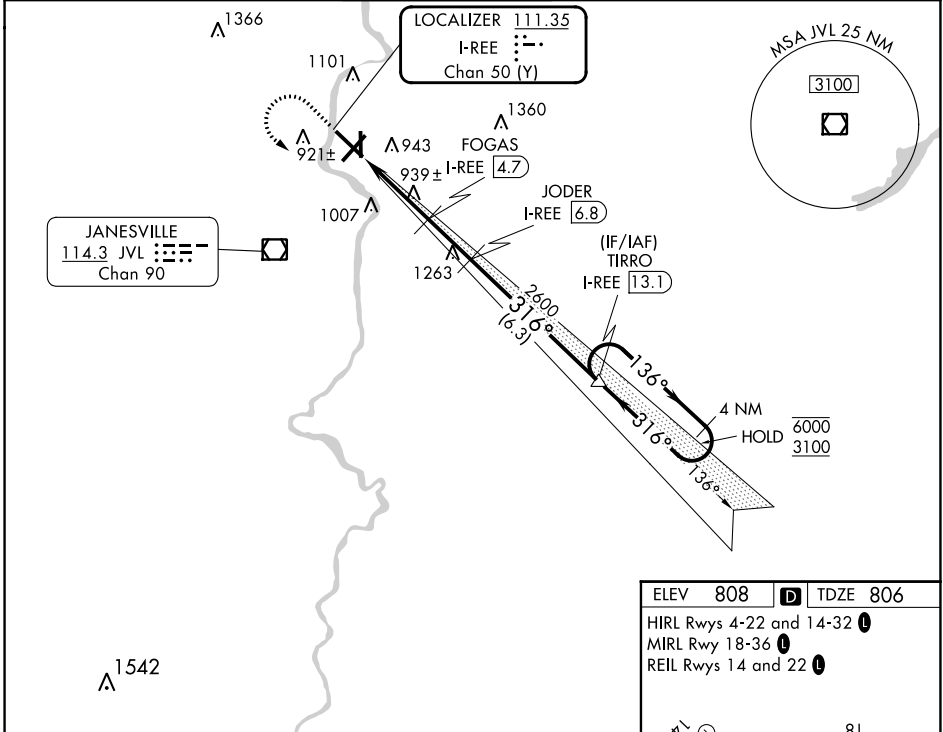 1366
LOCALIZER 111.35
I-REE
Chan 50 (Y)
MSA JVL 25 NM
3100
1101
1360
921±
943
FOGAS
I-REE 4.7
939±
1007
JODER
I-REE 6.8
JANESVILLE
114.3 JVL
Chan 90
1263
(IF/IAF)
TIRRO
I-REE 13.1
2600
316°
(6.3)
136°
4 NM
HOLD 6000
3100
316°
136°
1542
ELEV 808 D TDZE 806
HIRL Rwys 4-22 and 14-32 L
MIRL Rwy 18-36 L
REIL Rwys 14 and 22 L
14
81